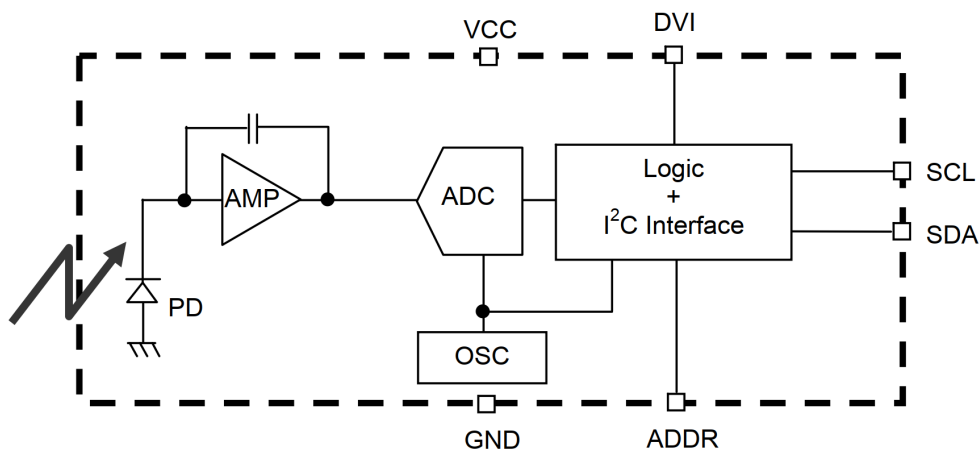 VCC
DVI
AMP
ADC
Logic
+
I²C Interface
SCL
SDA
PD
OSC
GND
ADDR